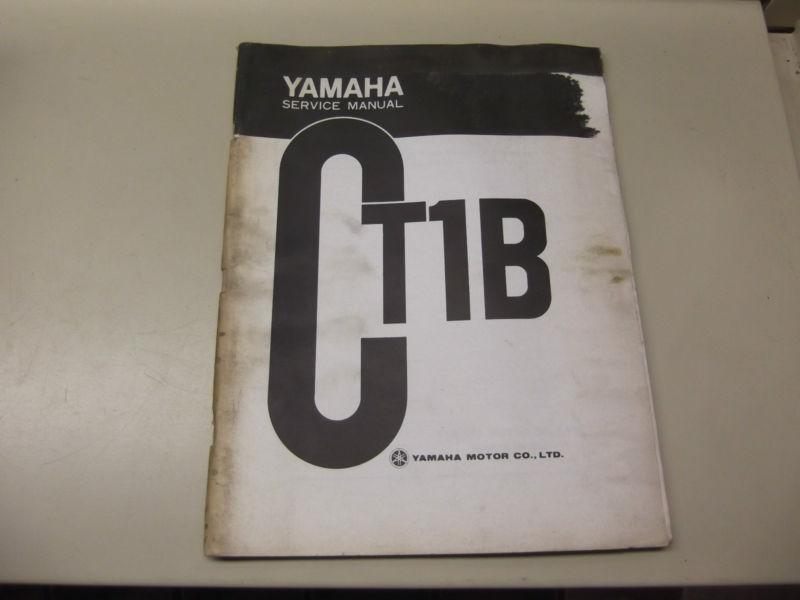 YAMAHA
SERVICE MANUAL
CT1B
YAMAHA MOTOR CO., LTD.